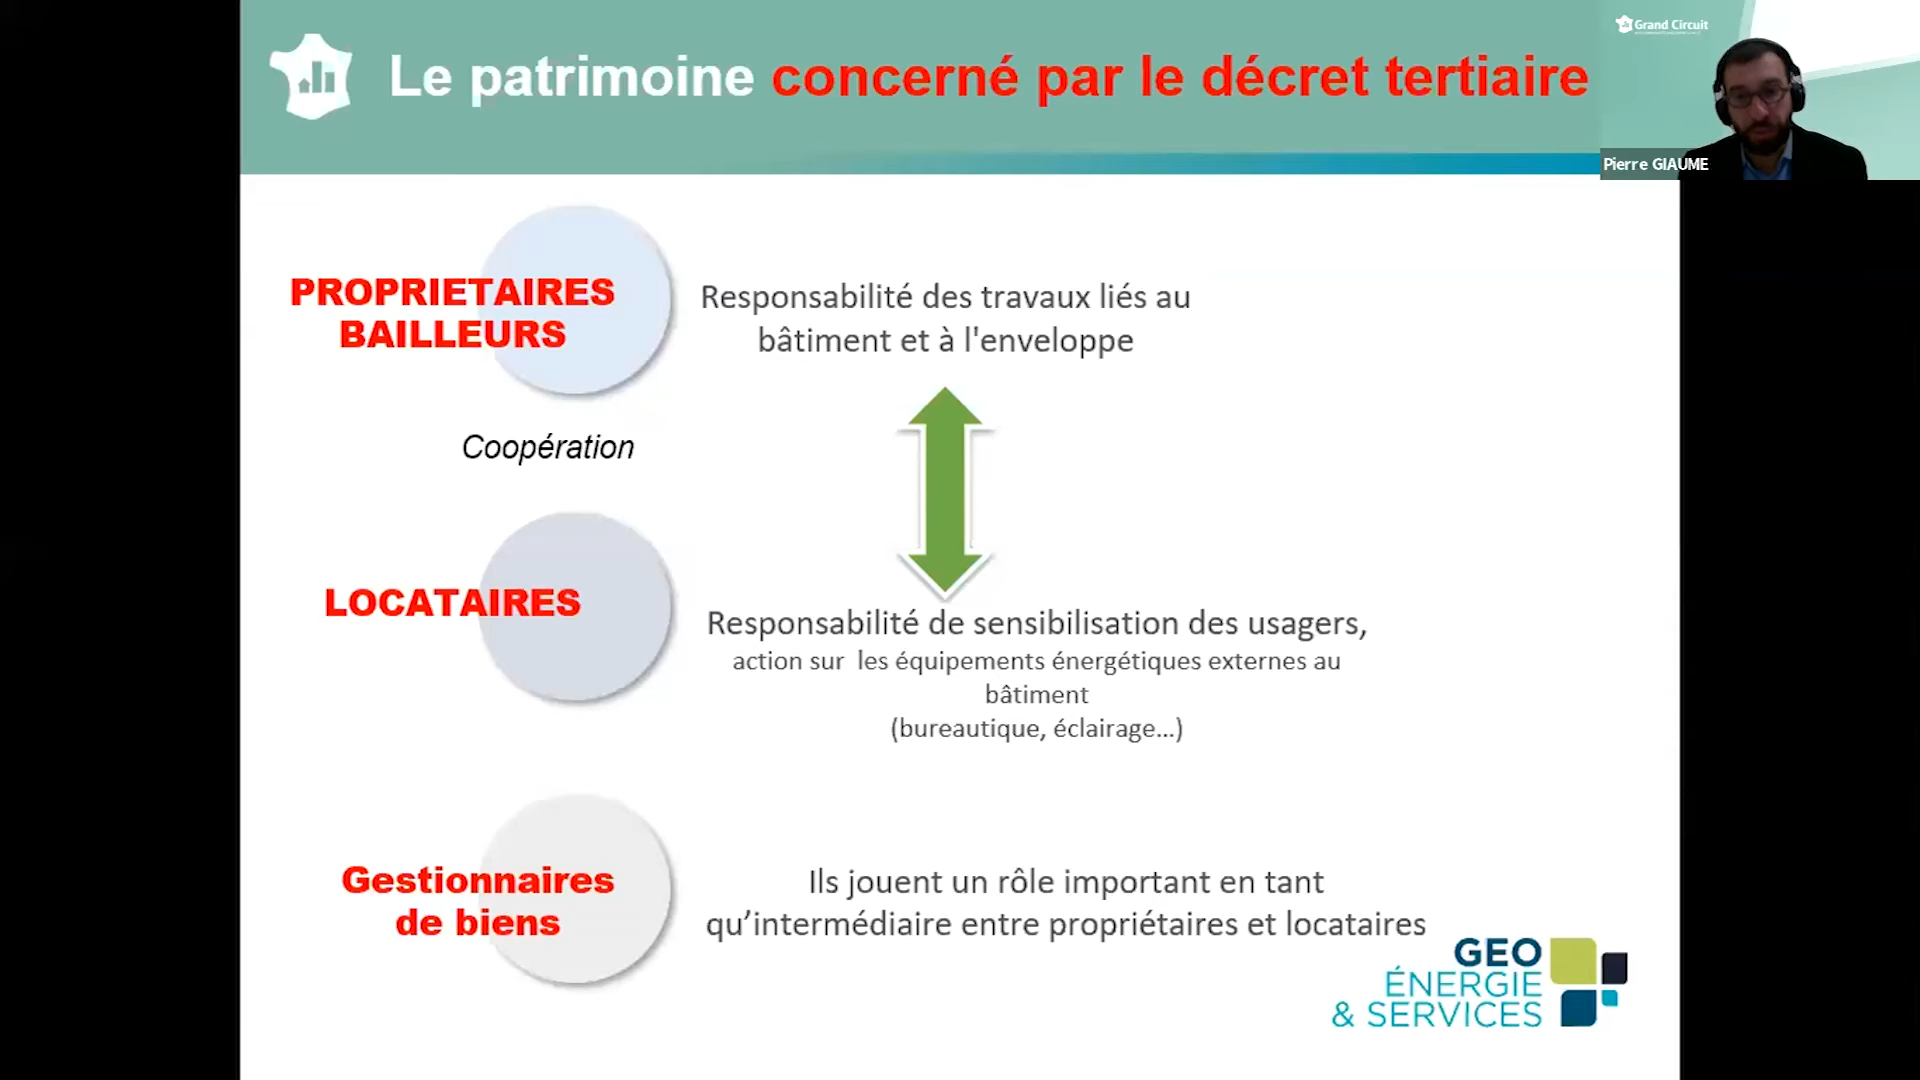 Le patrimoine concerné par le décret tertiaire
Grand Circuit
Pierre GIAUME
PROPRIETAIRES
BAILLEURS
Responsabilité des travaux liés au
bâtiment et à l'enveloppe
Coopération
LOCATAIRES
Responsabilité de sensibilisation des usagers,
action sur les équipements énergétiques externes au
bâtiment
(bureautique, éclairage...)
Gestionnaires
de biens
Ils jouent un rôle important en tant
qu’intermédiaire entre propriétaires et locataires
GEO
ÉNERGIE
& SERVICES